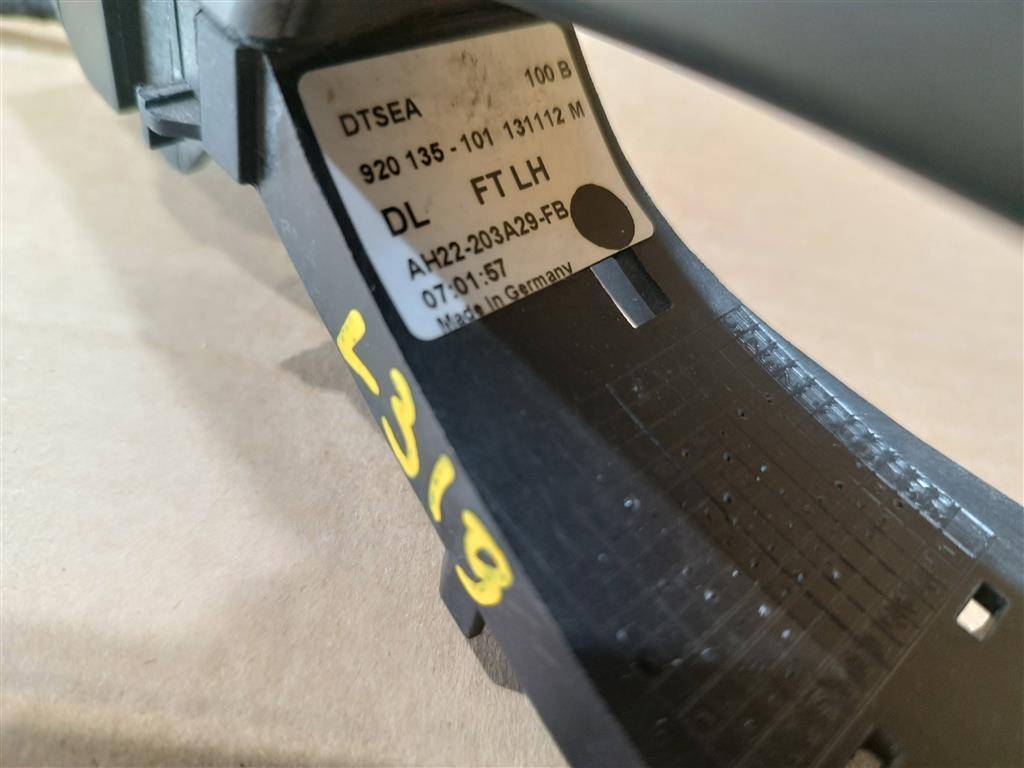 DTSEA 100 B
920 135 - 101 131112 M
DL FT LH
AH22-203A29-FB
07:01:57
Made in Germany
L319